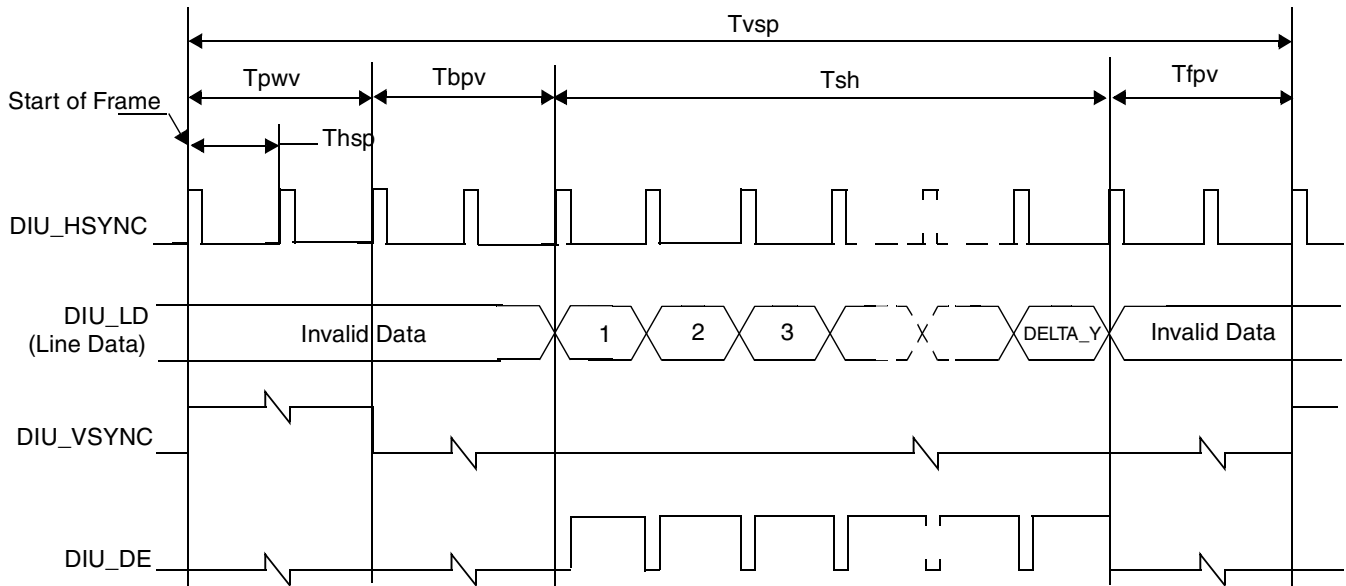 Tvsp
Tpwv Tbpv Tsh Tfpv
Start of Frame
Thsp
DIU_HSYNC
DIU_LD
(Line Data)
Invalid Data 1 2 3 DELTA_Y Invalid Data
DIU_VSYNC
DIU_DE